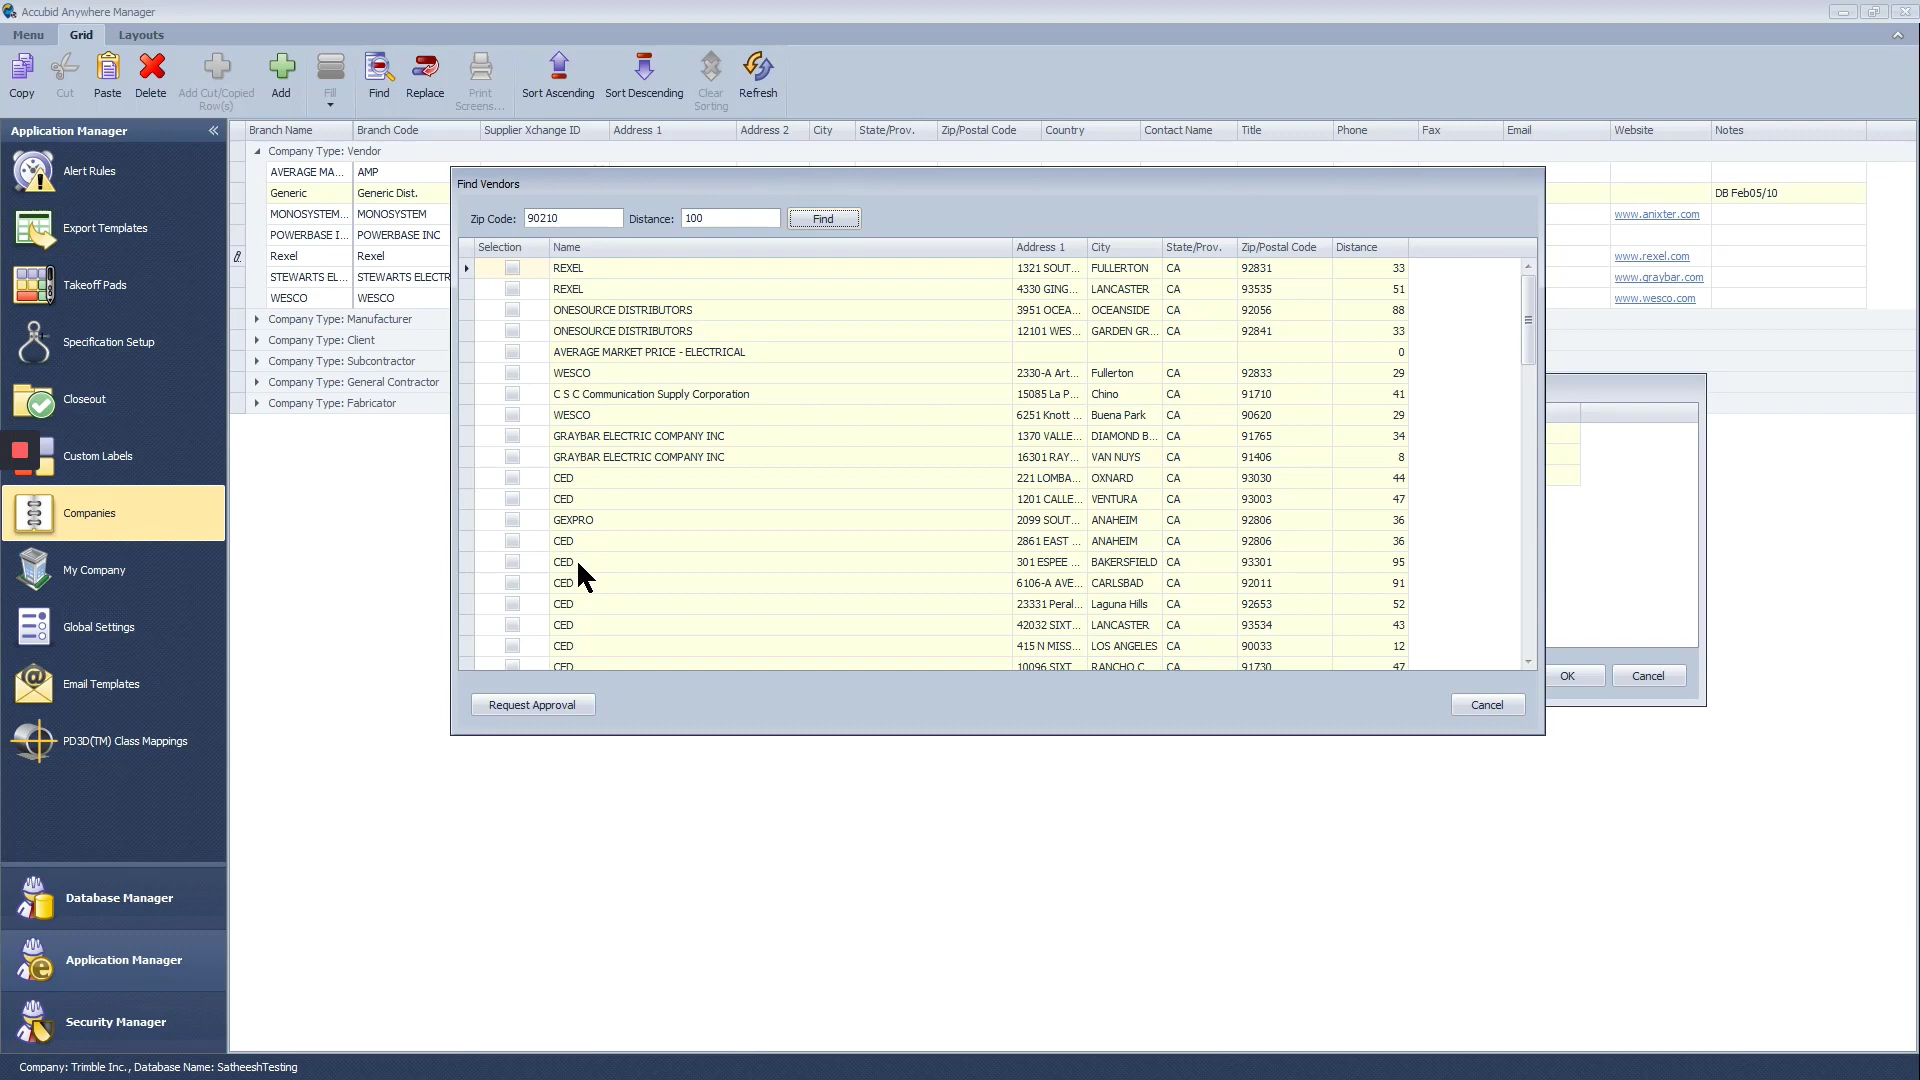 Accubid Anywhere Manager
Menu Grid Layouts
Copy Cut Paste Delete Add Cut/Copied Row(s) Add Fill Find Replace Print Screens... Sort Ascending Sort Descending Clear Sorting Refresh
Application Manager
Alert Rules
Export Templates
Takeoff Pads
Specification Setup
Closeout
Custom Labels
Companies
My Company
Global Settings
Email Templates
PD3D(TM) Class Mappings
Database Manager
Application Manager
Security Manager
Branch Name Branch Code Supplier Xchange ID Address 1 Address 2 City State/Prov. Zip/Postal Code Country Contact Name Title Phone Fax Email Website Notes
Company Type: Vendor
AVERAGE MA... AMP
Generic Generic Dist. DB Feb05/10
MONOSYSTEM... MONOSYSTEM www.anixter.com
POWERBASE I... POWERBASE INC
Rexel Rexel www.rexel.com
STEWARTS EL... STEWARTS ELECTR www.graybar.com
WESCO WESCO www.wesco.com
Company Type: Manufacturer
Company Type: Client
Company Type: Subcontractor
Company Type: General Contractor
Company Type: Fabricator
Find Vendors
Zip Code: 90210 Distance: 100 Find
Selection Name Address 1 City State/Prov. Zip/Postal Code Distance
REXEL 1321 SOUT... FULLERTON CA 92831 33
REXEL 4330 GING... LANCASTER CA 93535 51
ONESOURCE DISTRIBUTORS 3951 OCEA... OCEANSIDE CA 92056 88
ONESOURCE DISTRIBUTORS 12101 WES... GARDEN GR... CA 92841 33
AVERAGE MARKET PRICE - ELECTRICAL 0
WESCO 2330-A Art... Fullerton CA 92833 29
C S C Communication Supply Corporation 15085 La P... Chino CA 91710 41
WESCO 6251 Knott ... Buena Park CA 90620 29
GRAYBAR ELECTRIC COMPANY INC 1370 VALLE... DIAMOND B... CA 91765 34
GRAYBAR ELECTRIC COMPANY INC 16301 RAY... VAN NUYS CA 91406 8
CED 221 LOMBA... OXNARD CA 93030 44
CED 1201 CALLE... VENTURA CA 93003 47
GEXPRO 2099 SOUT... ANAHEIM CA 92806 36
CED 2861 EAST ... ANAHEIM CA 92806 36
CED 301 ESPEE ... BAKERSFIELD CA 93301 95
CED 6106-A AVE... CARLSBAD CA 92011 91
CED 23331 Peral... Laguna Hills CA 92653 52
CED 42032 SIXT... LANCASTER CA 93534 43
CED 415 N MISS... LOS ANGELES CA 90033 12
CED 10096 SIXT RANCHO C CA 91730 47
Request Approval Cancel
OK Cancel
Company: Trimble Inc., Database Name: SatheeshTesting